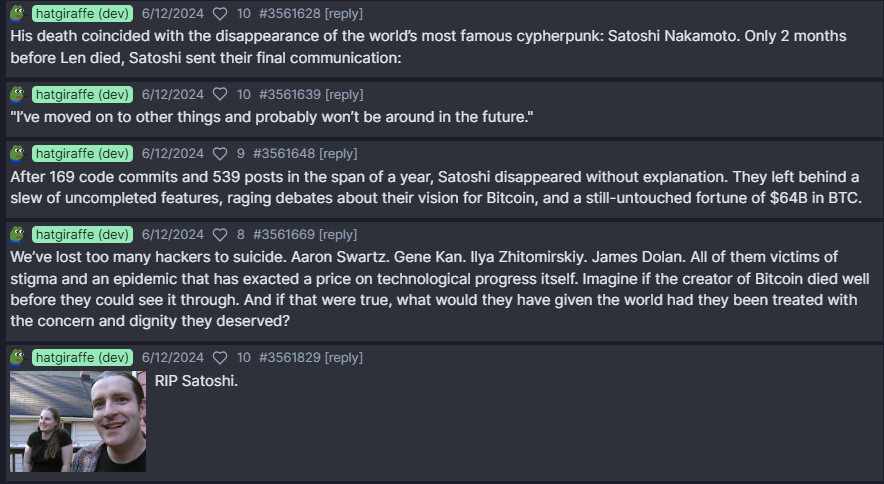 hatgiraffe (dev) 6/12/2024 10 #3561628 [reply]
His death coincided with the disappearance of the world’s most famous cypherpunk: Satoshi Nakamoto. Only 2 months
before Len died, Satoshi sent their final communication:
hatgiraffe (dev) 6/12/2024 10 #3561639 [reply]
"I’ve moved on to other things and probably won’t be around in the future."
hatgiraffe (dev) 6/12/2024 9 #3561648 [reply]
After 169 code commits and 539 posts in the span of a year, Satoshi disappeared without explanation. They left behind a
slew of uncompleted features, raging debates about their vision for Bitcoin, and a still-untouched fortune of $64B in BTC.
hatgiraffe (dev) 6/12/2024 8 #3561669 [reply]
We’ve lost too many hackers to suicide. Aaron Swartz. Gene Kan. Ilya Zhitomirskiy. James Dolan. All of them victims of
stigma and an epidemic that has exacted a price on technological progress itself. Imagine if the creator of Bitcoin died well
before they could see it through. And if that were true, what would they have given the world had they been treated with
the concern and dignity they deserved?
hatgiraffe (dev) 6/12/2024 10 #3561829 [reply]
RIP Satoshi.